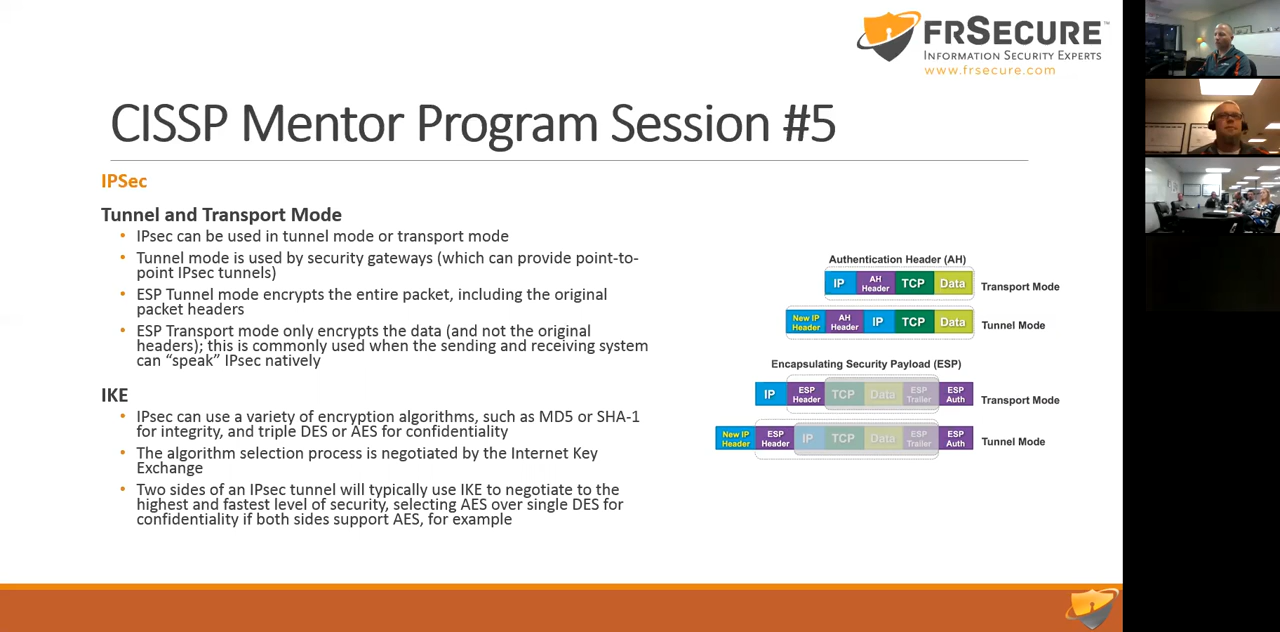 FRSECURE™
INFORMATION SECURITY EXPERTS
www.frsecure.com
CISSP Mentor Program Session #5
IPSec
Tunnel and Transport Mode
• IPsec can be used in tunnel mode or transport mode
• Tunnel mode is used by security gateways (which can provide point-to-
point IPsec tunnels)
• ESP Tunnel mode encrypts the entire packet, including the original
packet headers
• ESP Transport mode only encrypts the data (and not the original
headers); this is commonly used when the sending and receiving system
can “speak” IPsec natively
IKE
• IPsec can use a variety of encryption algorithms, such as MD5 or SHA-1
for integrity, and triple DES or AES for confidentiality
• The algorithm selection process is negotiated by the Internet Key
Exchange
• Two sides of an IPsec tunnel will typically use IKE to negotiate to the
highest and fastest level of security, selecting AES over single DES for
confidentiality if both sides support AES, for example
Authentication Header (AH)
IP AH Header TCP Data Transport Mode
New IP Header AH Header IP TCP Data Tunnel Mode
Encapsulating Security Payload (ESP)
IP ESP Header TCP Data ESP Trailer ESP Auth Transport Mode
New IP Header ESP Header IP TCP Data ESP Trailer ESP Auth Tunnel Mode